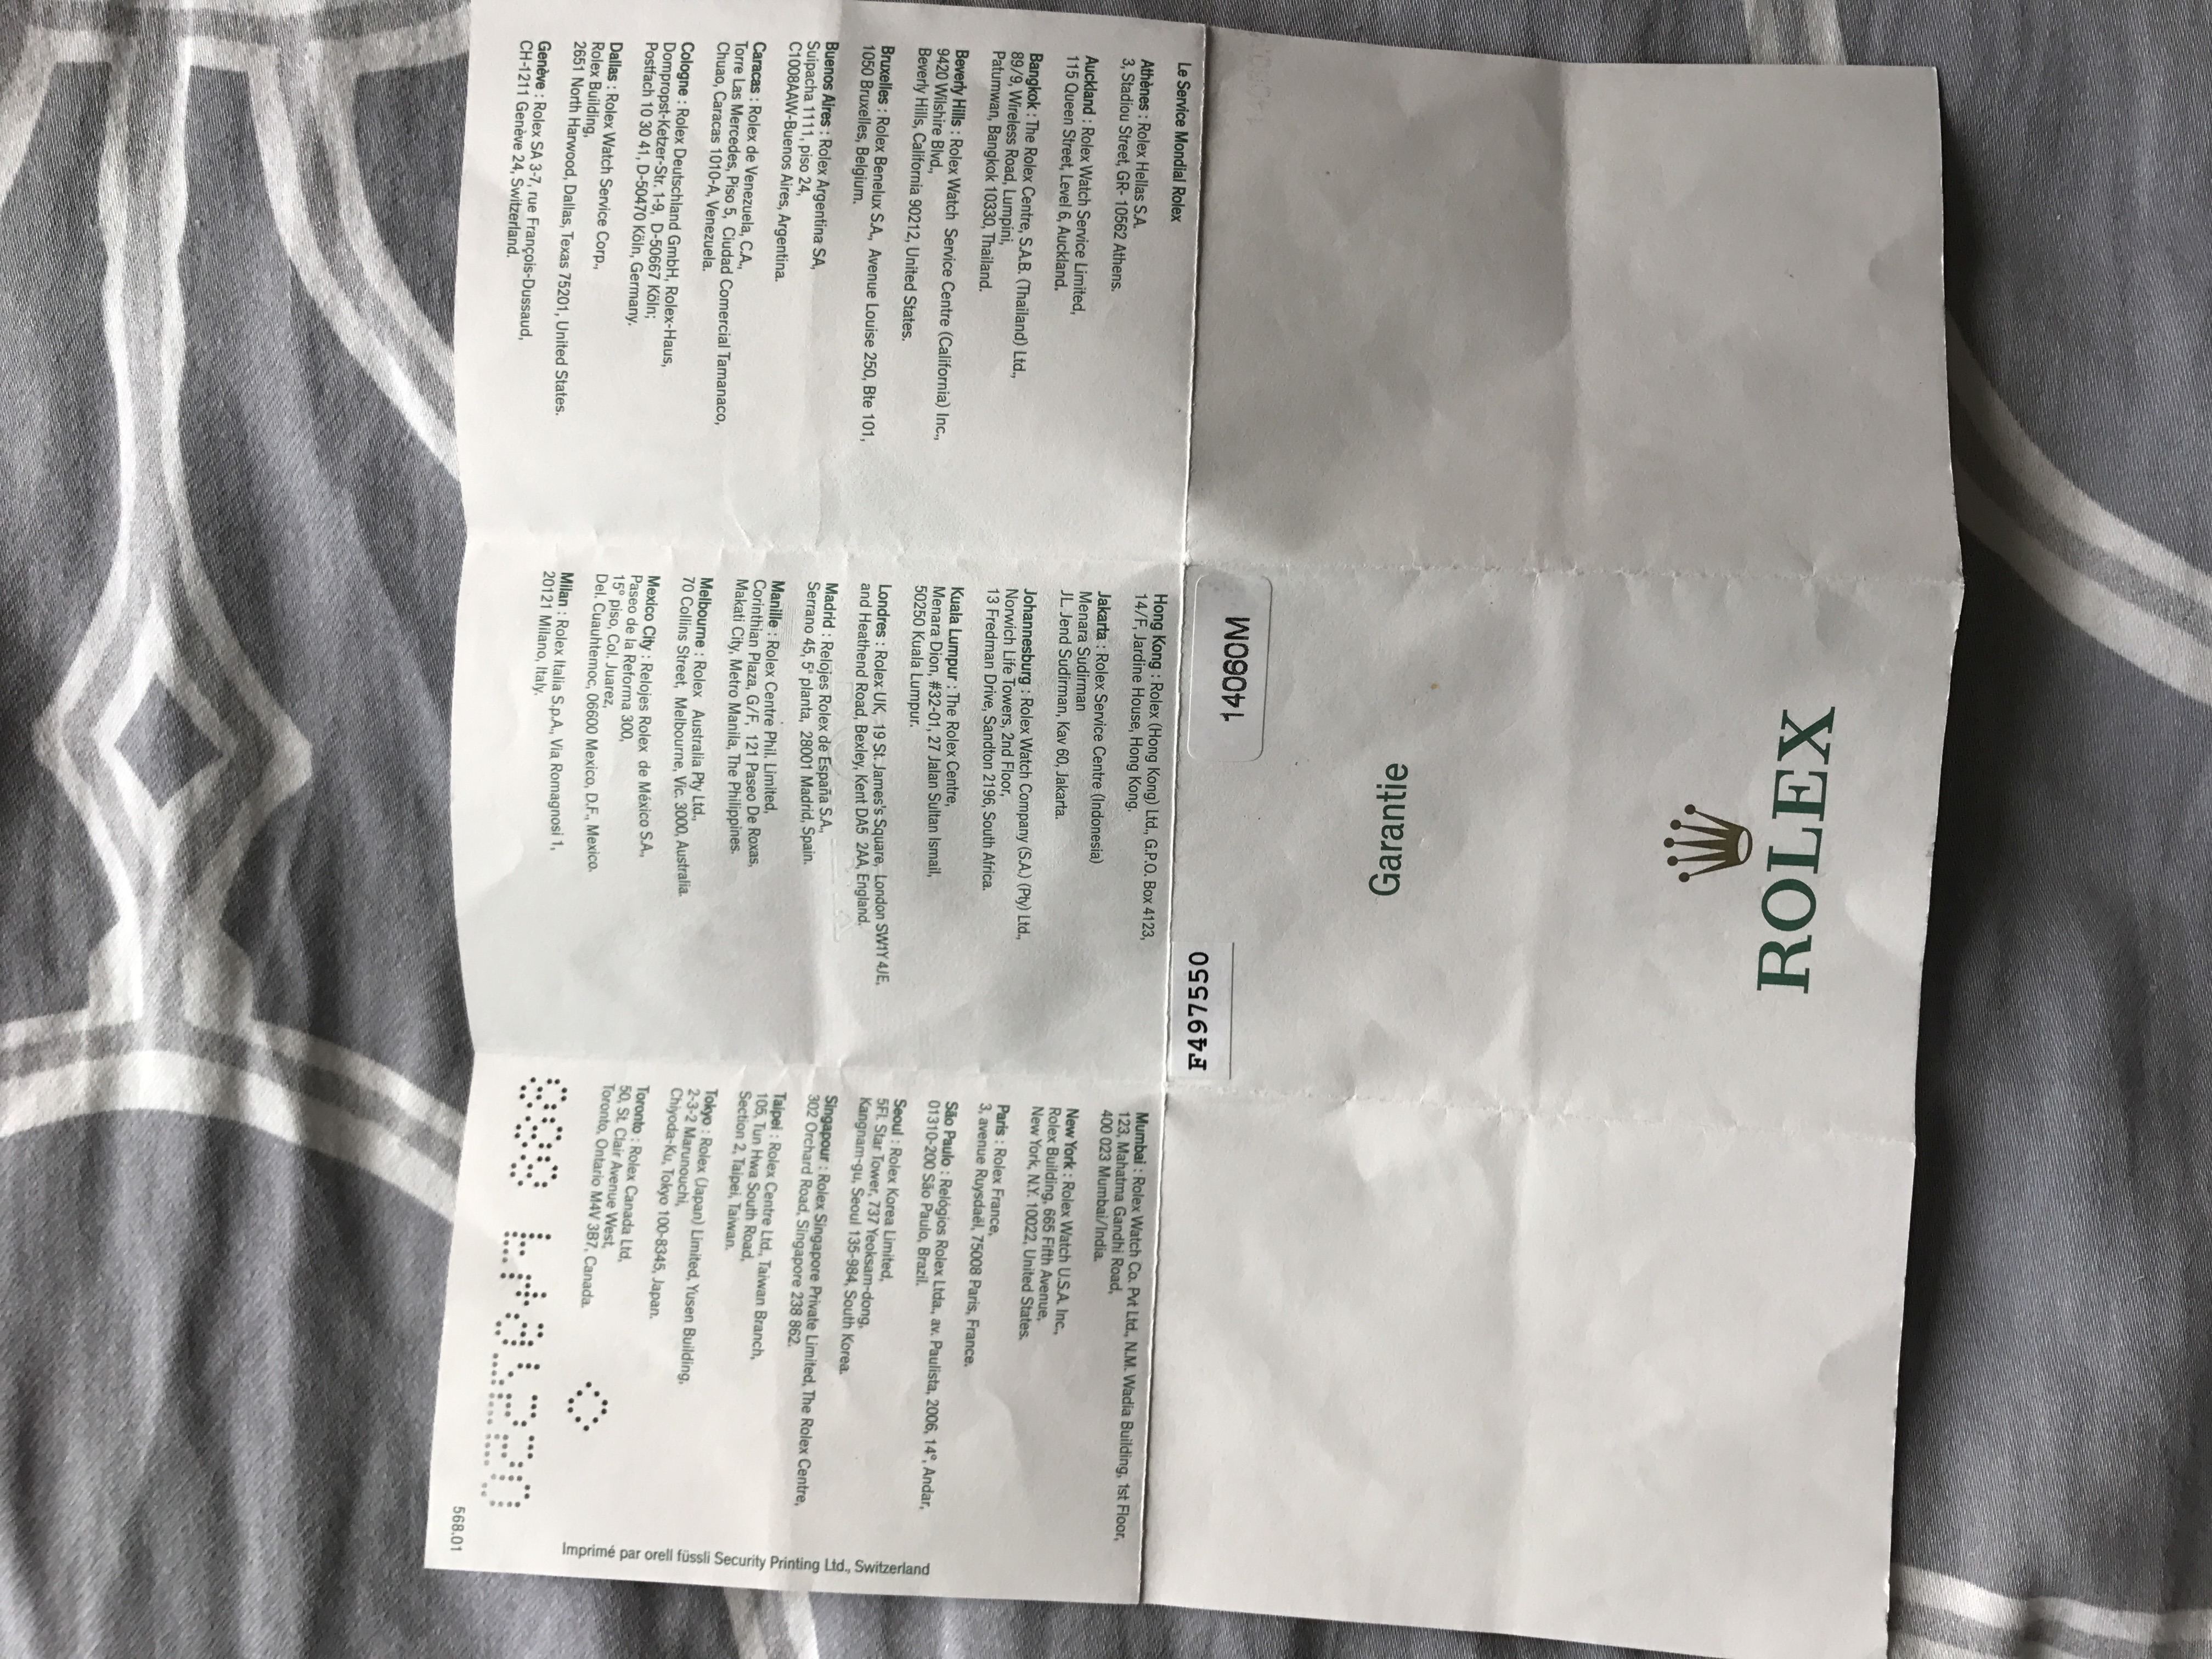 ROLEX
Garantie
14060M
F497550
Le Service Mondial Rolex
Athènes : Rolex Hellas S.A.
3, Stadiou Street, GR- 10562 Athens.
Auckland : Rolex Watch Service Limited,
115 Queen Street, Level 6, Auckland.
Bangkok : The Rolex Centre, S.A.B. (Thailand) Ltd.,
89/9, Wireless Road, Lumpini,
Patumwan, Bangkok 10330, Thailand.
Beverly Hills : Rolex Watch Service Centre (California) Inc.,
9420 Wilshire Blvd.,
Beverly Hills, California 90212, United States.
Bruxelles : Rolex Benelux S.A., Avenue Louise 250, Bte 101,
1050 Bruxelles, Belgium.
Buenos Aires : Rolex Argentina SA,
Suipacha 1111, piso 24,
C1008AAW-Buenos Aires, Argentina.
Caracas : Rolex de Venezuela, C.A.,
Torre Las Mercedes, Piso 5, Ciudad Comercial Tamanaco,
Chuao, Caracas 1010-A, Venezuela.
Cologne : Rolex Deutschland GmbH, Rolex-Haus,
Dompropst-Ketzer-Str. 1-9, D-50667 Köln;
Postfach 10 30 41, D-50470 Köln, Germany.
Dallas : Rolex Watch Service Corp.,
Rolex Building,
2651 North Harwood, Dallas, Texas 75201, United States.
Genève : Rolex SA 3-7, rue François-Dussaud,
CH-1211 Genève 24, Switzerland.
Hong Kong : Rolex (Hong Kong) Ltd., G.P.O. Box 4123,
14/F, Jardine House, Hong Kong.
Jakarta : Rolex Service Centre (Indonesia)
Menara Sudirman
JL. Jend Sudirman, Kav 60, Jakarta.
Johannesburg : Rolex Watch Company (S.A.) (Pty) Ltd.,
Norwich Life Towers, 2nd Floor,
13 Fredman Drive, Sandton 2196, South Africa.
Kuala Lumpur : The Rolex Centre,
Menara Dion, #32-01, 27 Jalan Sultan Ismail,
50250 Kuala Lumpur.
Londres : Rolex UK, 19 St. James's Square, London SW1Y 4JE,
and Heathend Road, Bexley, Kent DA5 2AA, England.
Madrid : Relojes Rolex de España S.A.,
Serrano 45, 5ª planta, 28001 Madrid, Spain.
Manille : Rolex Centre Phil. Limited,
Corinthian Plaza, G/F, 121 Paseo De Roxas,
Makati City, Metro Manila, The Philippines.
Melbourne : Rolex Australia Pty Ltd.,
70 Collins Street, Melbourne, Vic. 3000, Australia.
Mexico City : Relojes Rolex de México S.A.,
Paseo de la Reforma 300,
15º piso, Col. Juarez,
Del. Cuauhtemoc, 06600 Mexico, D.F., Mexico.
Milan : Rolex Italia S.p.A., Via Romagnosi 1,
20121 Milano, Italy.
Mumbai : Rolex Watch Co. Pvt Ltd., N.M. Wadia Building, 1st Floor,
123, Mahatma Gandhi Road,
400 023 Mumbai/India.
New York : Rolex Watch U.S.A. Inc.,
Rolex Building, 665 Fifth Avenue,
New York, N.Y. 10022, United States.
Paris : Rolex France,
3, avenue Ruysdaël, 75008 Paris, France.
São Paulo : Relógios Rolex Ltda., av. Paulista, 2006, 14º, Andar,
01310-200 São Paulo, Brazil.
Seoul : Rolex Korea Limited,
5Fl. Star Tower, 737 Yeoksam-dong,
Kangnam-gu, Seoul 135-984, South Korea.
Singapour : Rolex Singapore Private Limited, The Rolex Centre,
302 Orchard Road, Singapore 238 862.
Taipei : Rolex Centre Ltd., Taiwan Branch,
105, Tun Hwa South Road,
Section 2, Taipei, Taiwan.
Tokyo : Rolex (Japan) Limited, Yusen Building,
2-3-2 Marunouchi,
Chiyoda-Ku, Tokyo 100-8345, Japan.
Toronto : Rolex Canada Ltd,
50, St. Clair Avenue West,
Toronto, Ontario M4V 3B7, Canada.
Imprimé par orell füssli Security Printing Ltd., Switzerland
568.01